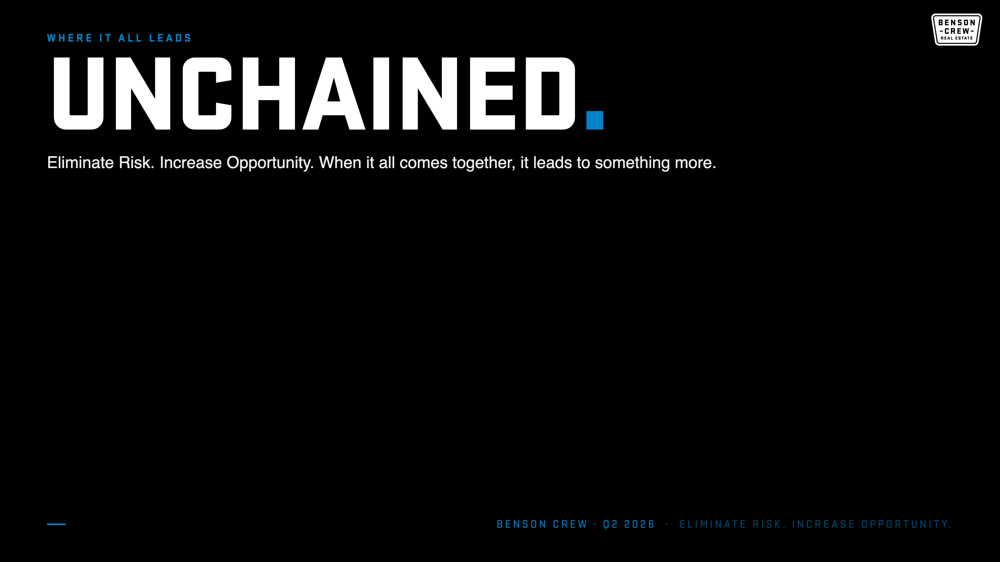 BENSON
-CREW-
REAL ESTATE
WHERE IT ALL LEADS
UNCHAINED.
Eliminate Risk. Increase Opportunity. When it all comes together, it leads to something more.
BENSON CREW · Q2 2026 · ELIMINATE RISK. INCREASE OPPORTUNITY.